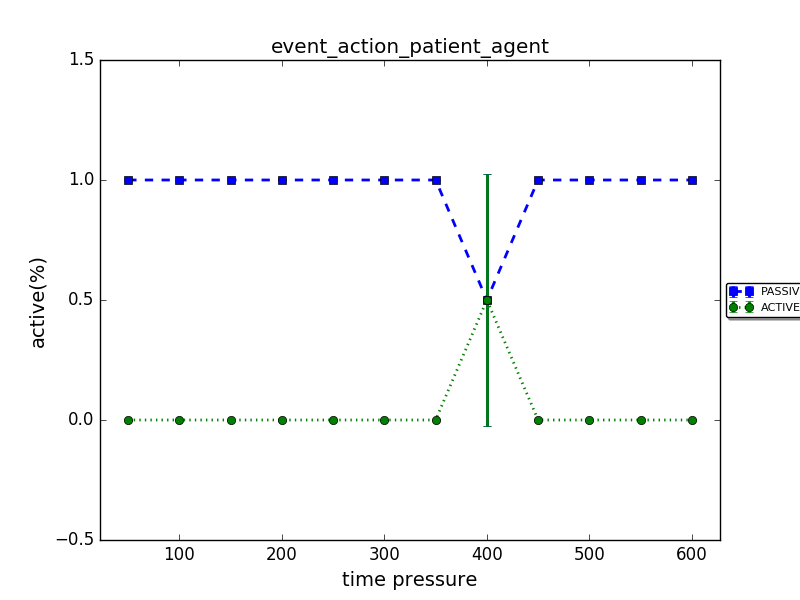 event_action_patient_agent
1.5
1.0
0.5
0.0
−0.5
active(%)
100 200 300 400 500 600
time pressure
PASSIV
ACTIVE